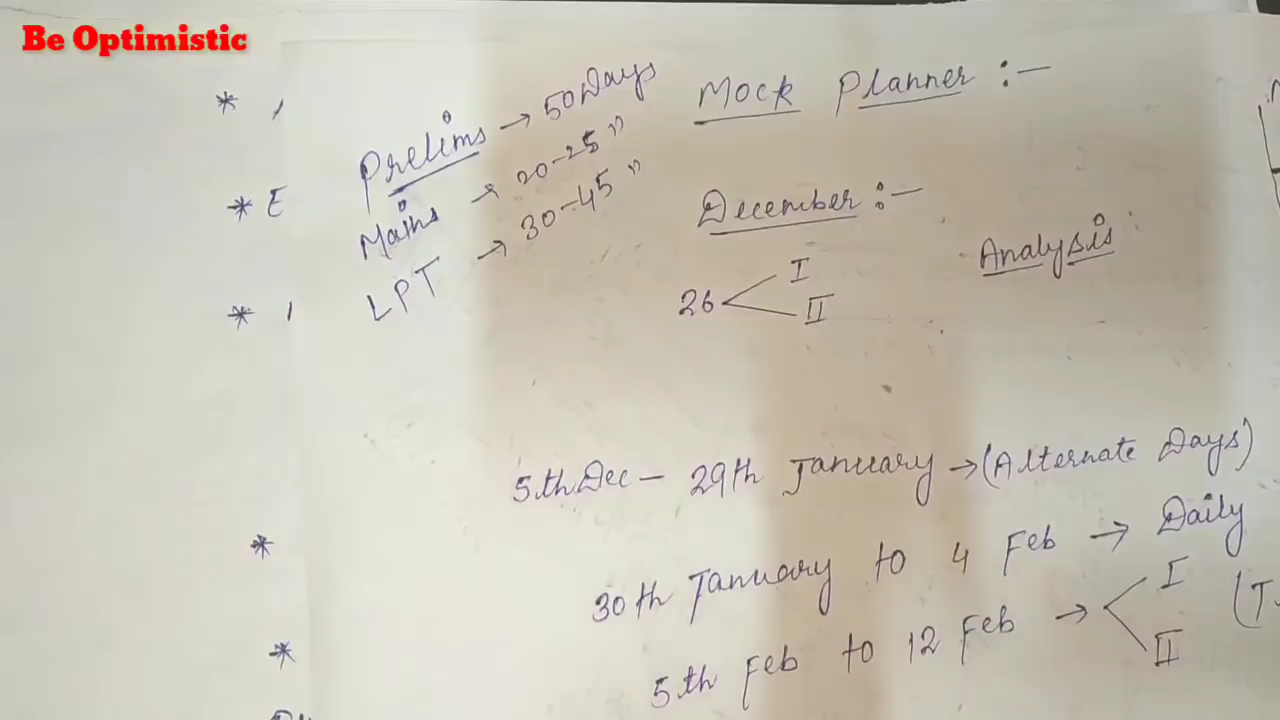 Be Optimistic
Prelims → 50 Days
Mains → 20-25 "
LPT → 30-45 "
Mock Planner :-
December :-
Analysis
26 < I
II
5th Dec - 29th January → (Alternate Days)
30th January to 4 Feb → Daily
5th Feb to 12 Feb → < I
II
* 
* E
*
*
*